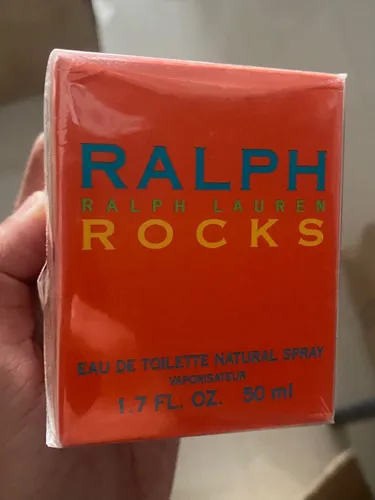 RALPH
RALPH LAUREN
ROCKS
EAU DE TOILETTE NATURAL SPRAY
VAPORISATEUR
1.7 FL. OZ. 50 ml